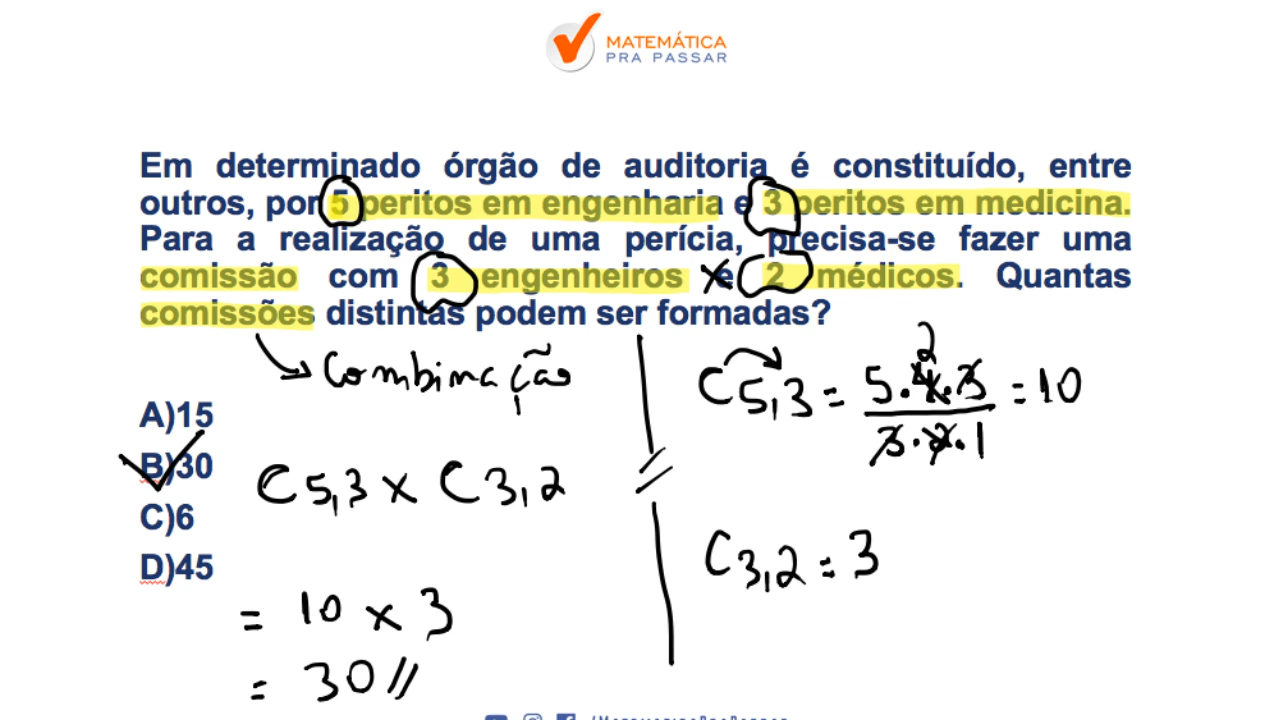 MATEMÁTICA
PRA PASSAR
Em determinado órgão de auditoria é constituído, entre
outros, por 5 peritos em engenharia e 3 peritos em medicina.
Para a realização de uma perícia, precisa-se fazer uma
comissão com 3 engenheiros x e 2 médicos. Quantas
comissões distintas podem ser formadas?
Combinação
C5,3 = 5.4.3 / 3.2.1 = 10
2
A)15
B)30
C5,3 x C3,2
C)6
C3,2 = 3
D)45
= 10 x 3
= 30 //